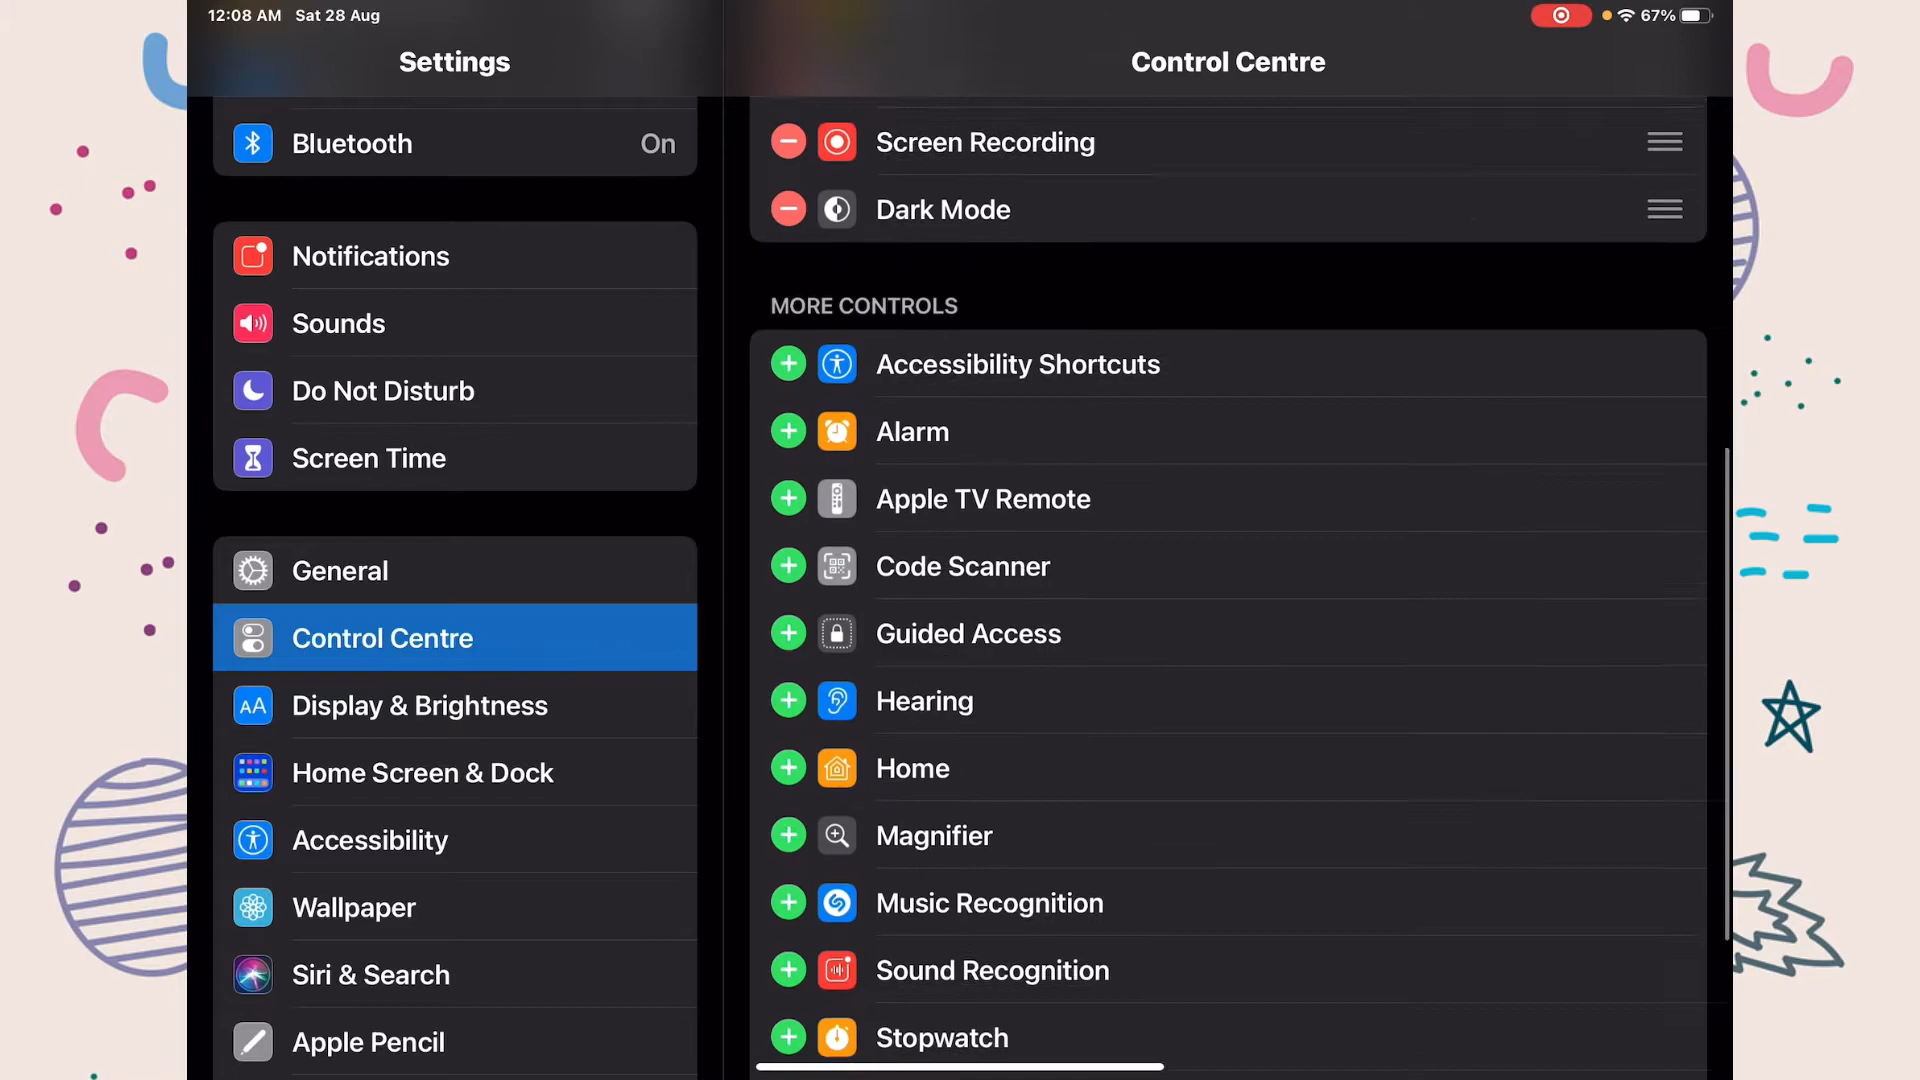 12:08 AM Sat 28 Aug
67%
Settings
Control Centre
Bluetooth On
Notifications
Sounds
Do Not Disturb
Screen Time
General
Control Centre
AA Display & Brightness
Home Screen & Dock
Accessibility
Wallpaper
Siri & Search
Apple Pencil
Screen Recording
Dark Mode
MORE CONTROLS
Accessibility Shortcuts
Alarm
Apple TV Remote
Code Scanner
Guided Access
Hearing
Home
Magnifier
Music Recognition
Sound Recognition
Stopwatch